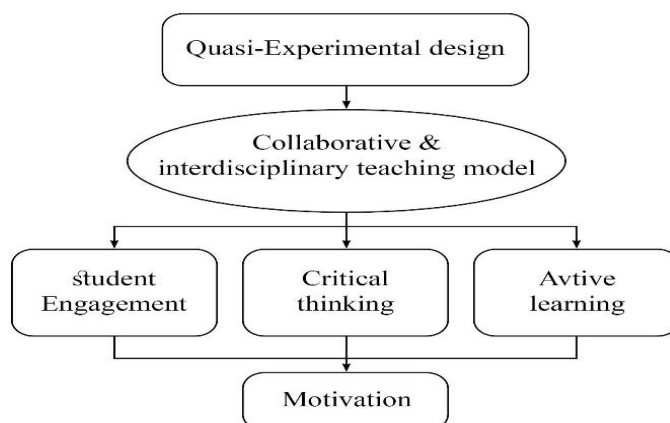 Quasi-Experimental design
Collaborative &
interdisciplinary teaching model
student
Engagement
Critical
thinking
Avtive
learning
Motivation